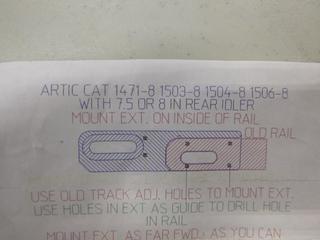 ARTIC CAT 1471-8 1503-8 1504-8 1506-8
WITH 7.5 OR 8 IN REAR IDLER
MOUNT EXT. ON INSIDE OF RAIL
OLD RAIL
USE OLD TRACK ADJ. HOLES TO MOUNT EXT.
USE HOLES IN EXT AS GUIDE TO DRILL HOLE
IN RAIL
MOUNT EXT. AS FAR FWD. AS YOU CAN